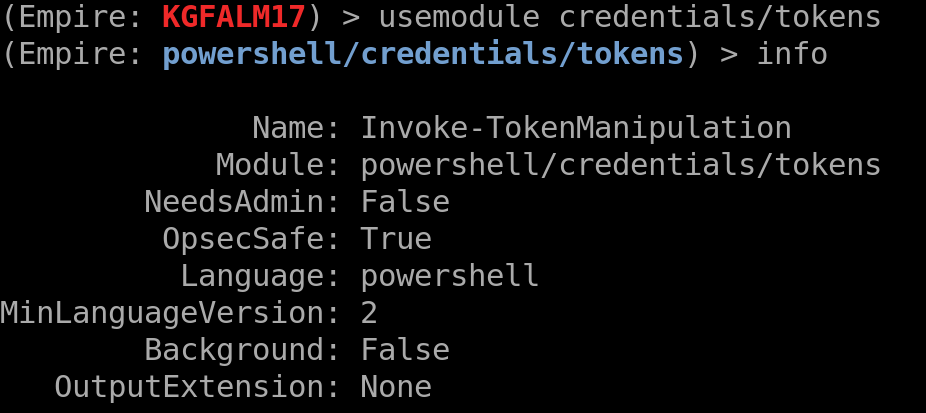 (Empire: KGFALM17) > usemodule credentials/tokens
(Empire: powershell/credentials/tokens) > info
Name: Invoke-TokenManipulation
Module: powershell/credentials/tokens
NeedsAdmin: False
OpsecSafe: True
Language: powershell
MinLanguageVersion: 2
Background: False
OutputExtension: None